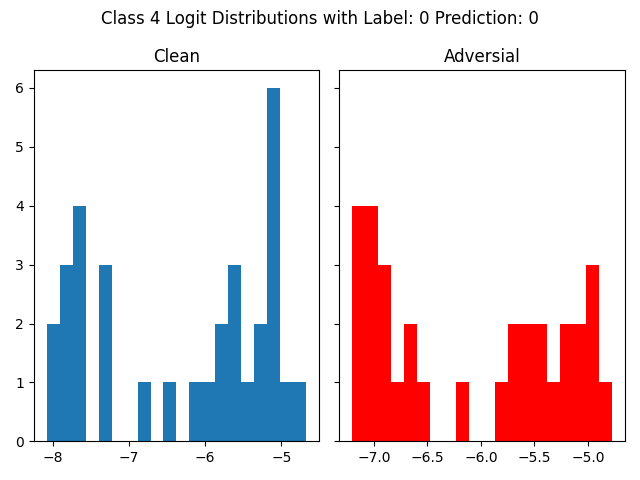 Class 4 Logit Distributions with Label: 0 Prediction: 0
Clean
Adversial
6
5
4
3
2
1
0
−8 −7 −6 −5
−7.0 −6.5 −6.0 −5.5 −5.0